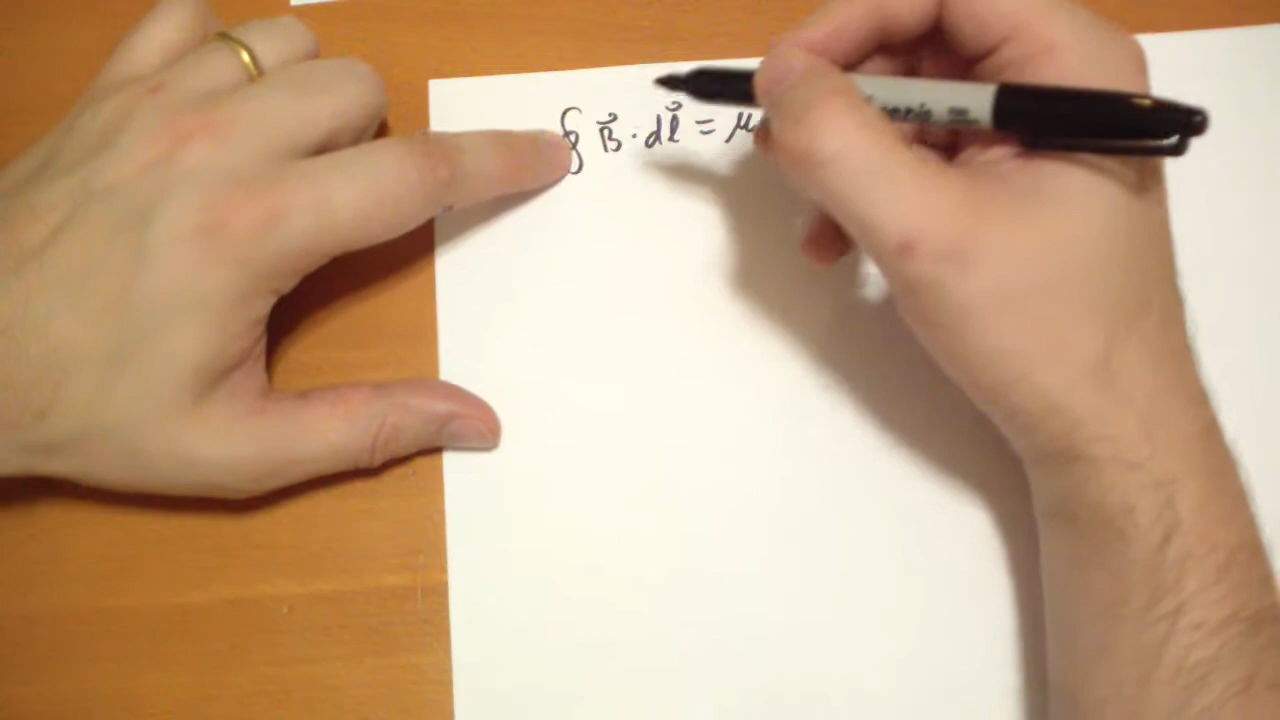 ∮ B⃗ · dl⃗ = μ